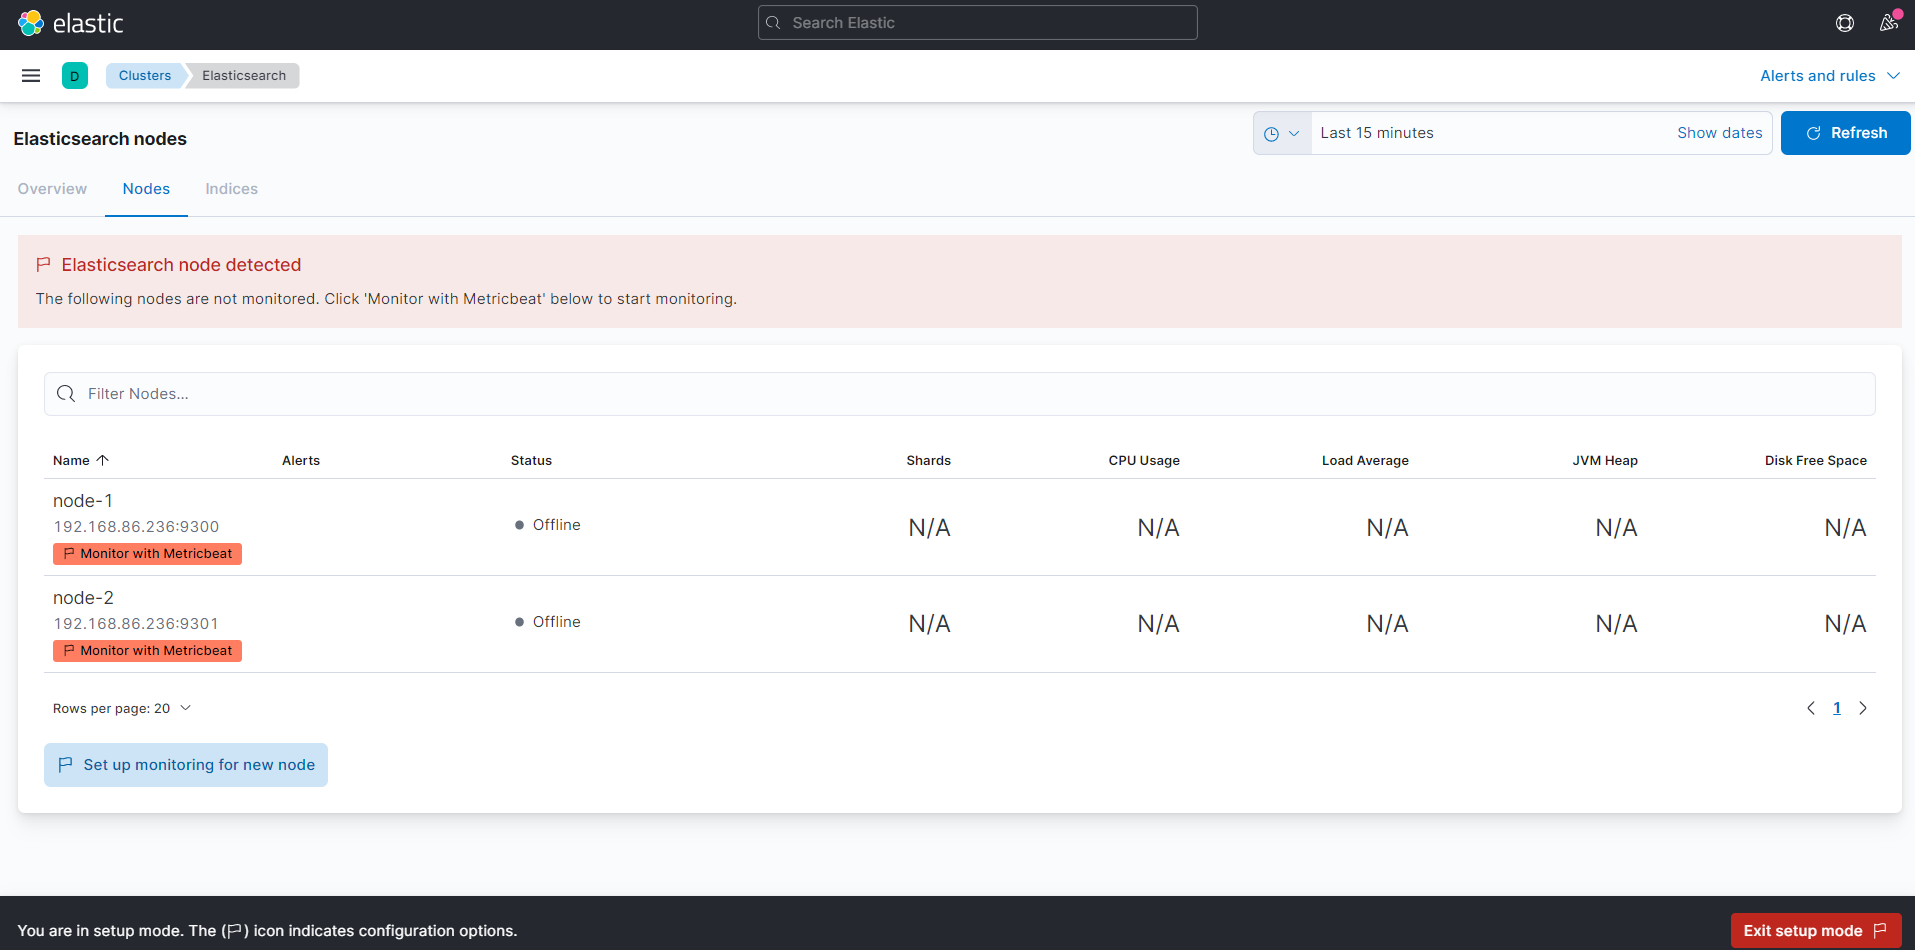 elastic
Search Elastic
D
Clusters
Elasticsearch
Alerts and rules
Elasticsearch nodes
Last 15 minutes
Show dates
Refresh
Overview
Nodes
Indices
Elasticsearch node detected
The following nodes are not monitored. Click 'Monitor with Metricbeat' below to start monitoring.
Filter Nodes...
Name Alerts Status Shards CPU Usage Load Average JVM Heap Disk Free Space
node-1
192.168.86.236:9300
Monitor with Metricbeat
Offline N/A N/A N/A N/A N/A
node-2
192.168.86.236:9301
Monitor with Metricbeat
Offline N/A N/A N/A N/A N/A
Rows per page: 20
1
Set up monitoring for new node
You are in setup mode. The ( ) icon indicates configuration options.
Exit setup mode